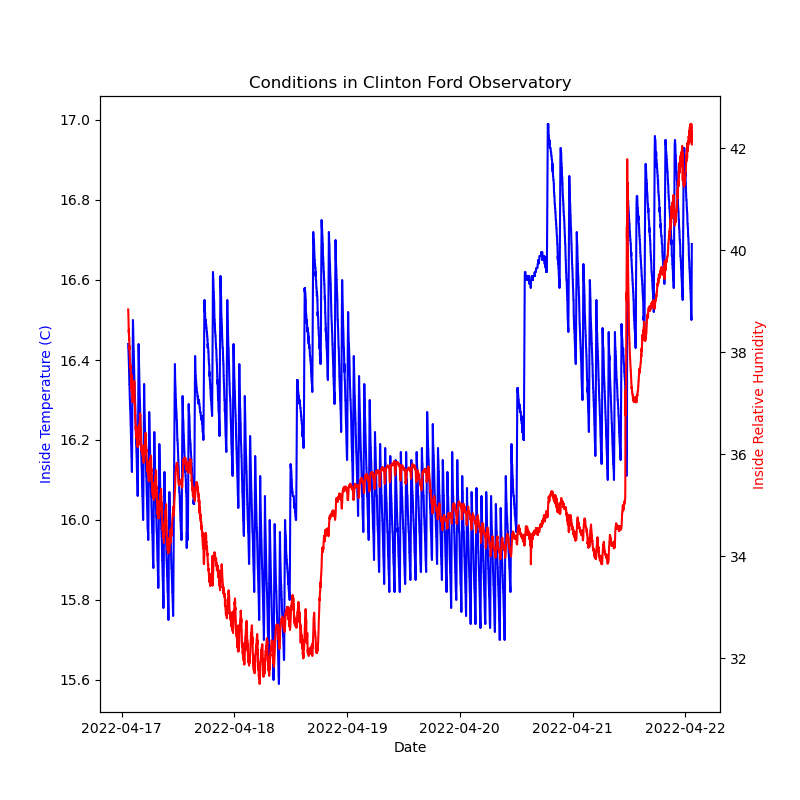 Conditions in Clinton Ford Observatory
17.0
16.8
16.6
16.4
16.2
16.0
15.8
15.6
Inside Temperature (C)
42
40
38
36
34
32
Inside Relative Humidity
2022-04-17 2022-04-18 2022-04-19 2022-04-20 2022-04-21 2022-04-22
Date